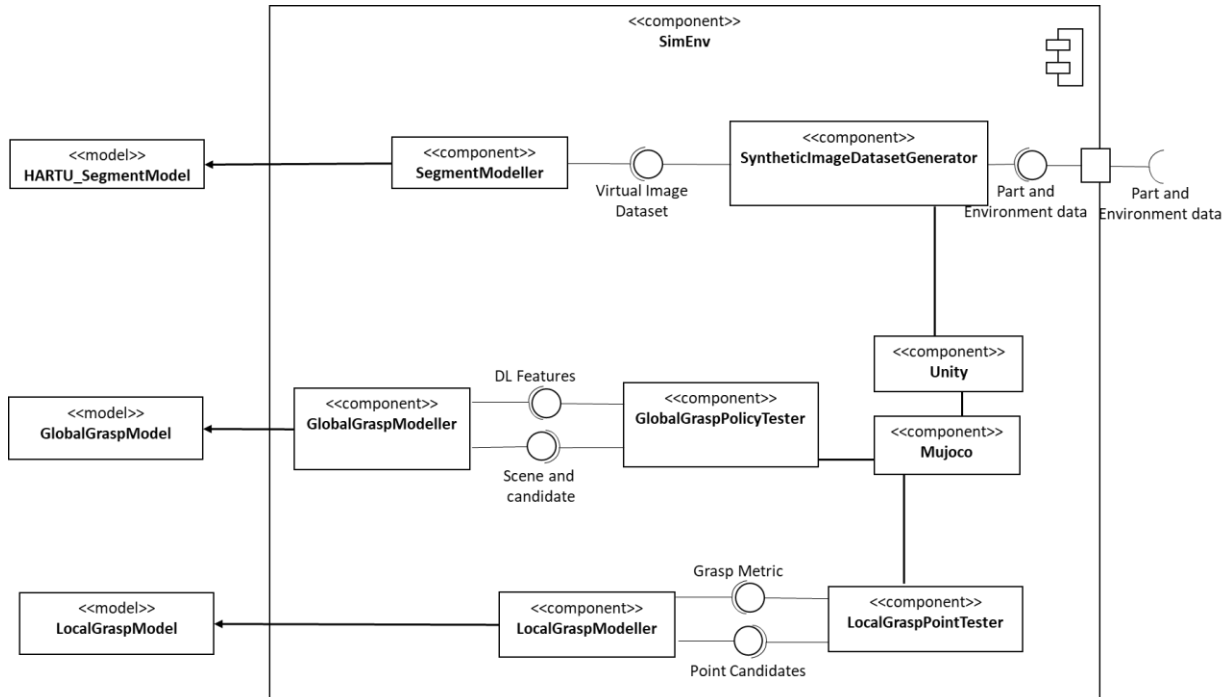 <<component>>
SimEnv
<<model>>
HARTU_SegmentModel
<<component>>
SegmentModeller
Virtual Image
Dataset
<<component>>
SyntheticImageDatasetGenerator
Part and
Environment data
Part and
Environment data
<<component>>
Unity
<<model>>
GlobalGraspModel
<<component>>
GlobalGraspModeller
DL Features
Scene and
candidate
<<component>>
GlobalGraspPolicyTester
<<component>>
Mujoco
<<model>>
LocalGraspModel
<<component>>
LocalGraspModeller
Grasp Metric
Point Candidates
<<component>>
LocalGraspPointTester